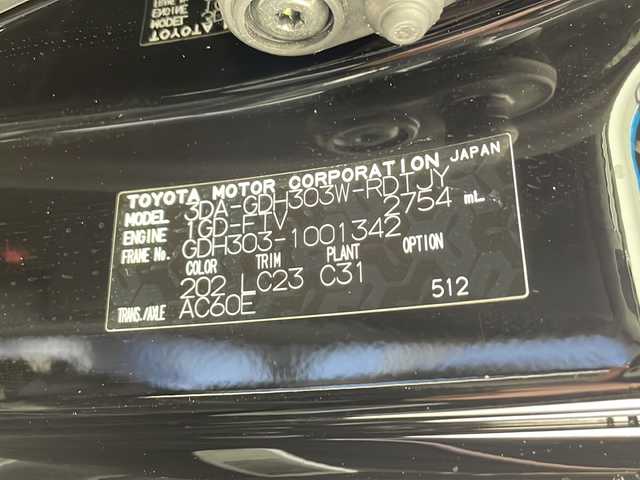 TOYOTA MOTOR CORPORATION JAPAN
MODEL 3DA-GDH303W-RDTJY
ENGINE 1GD-FTV 2754 mL
FRAME No. GDH303-1001342
COLOR TRIM PLANT OPTION
202 LC23 C31
TRANS./AXLE AC60E 512